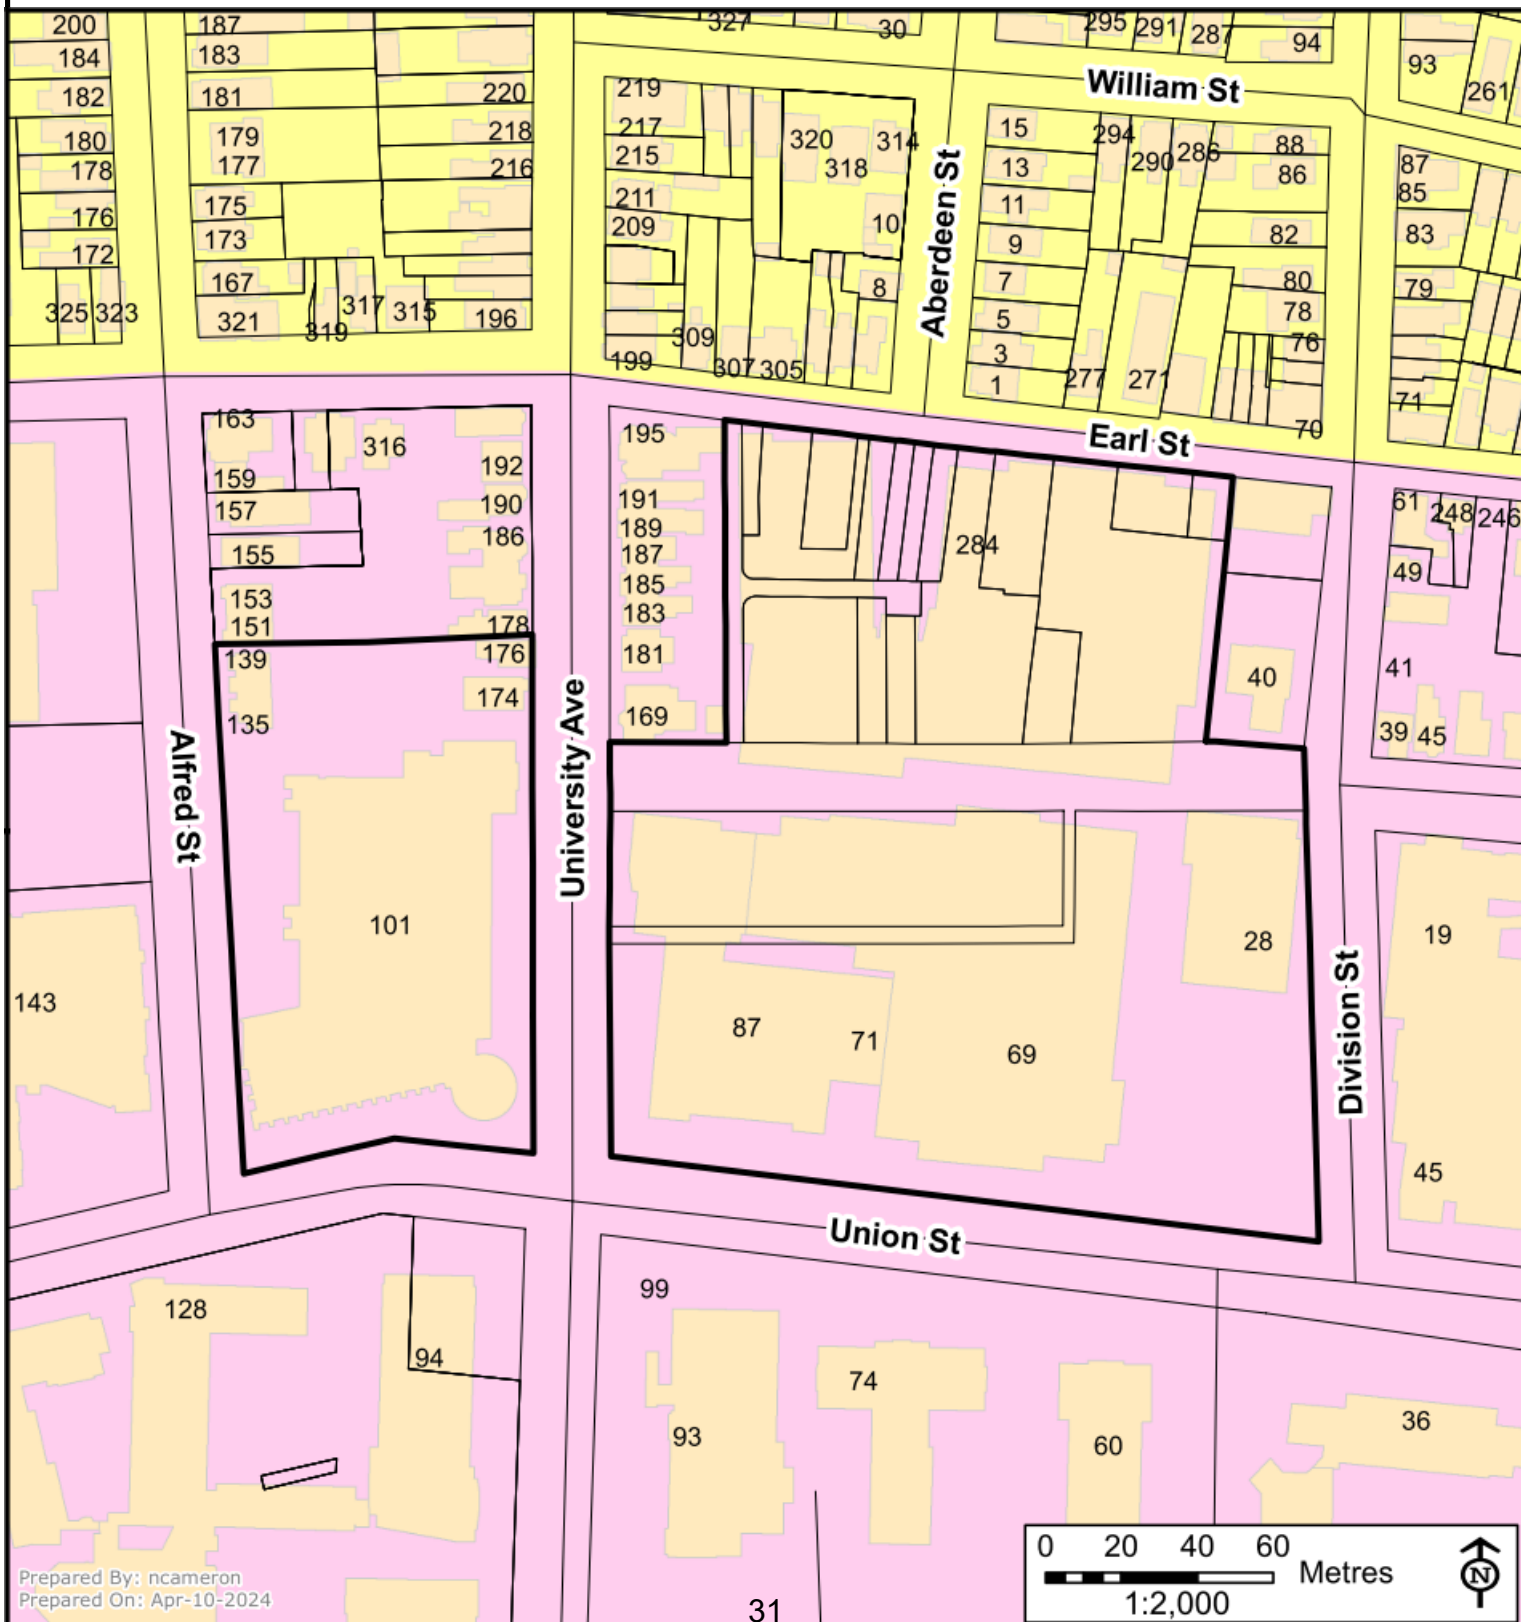 200 187 327 30 295 291 287 94
184 183 93
182 181 220 219 William St 261
180 179 218 217 320 314 15 294 88
178 177 216 215 318 13 290 286 86 87
176 175 211 11 85
172 173 209 10 9 82 83
167 8 7 80 79
325 323 321 319 317 315 196 309 5 78
199 307 305 3 277 271 76
1 71
Aberdeen St
70
163 316 195 Earl St
159 192 191 61 248 246
157 190 189 284
155 186 187 49
153 185
151 178 183
139 176 181 40 41
135 174 169 39 45
Alfred St
University Ave
101 28 19
143 87 71 69
Division St
45
Union St
128 99
94 74
93 60 36
0 20 40 60
Metres
1:2,000
N
Prepared By: ncameron
Prepared On: Apr-10-2024
31